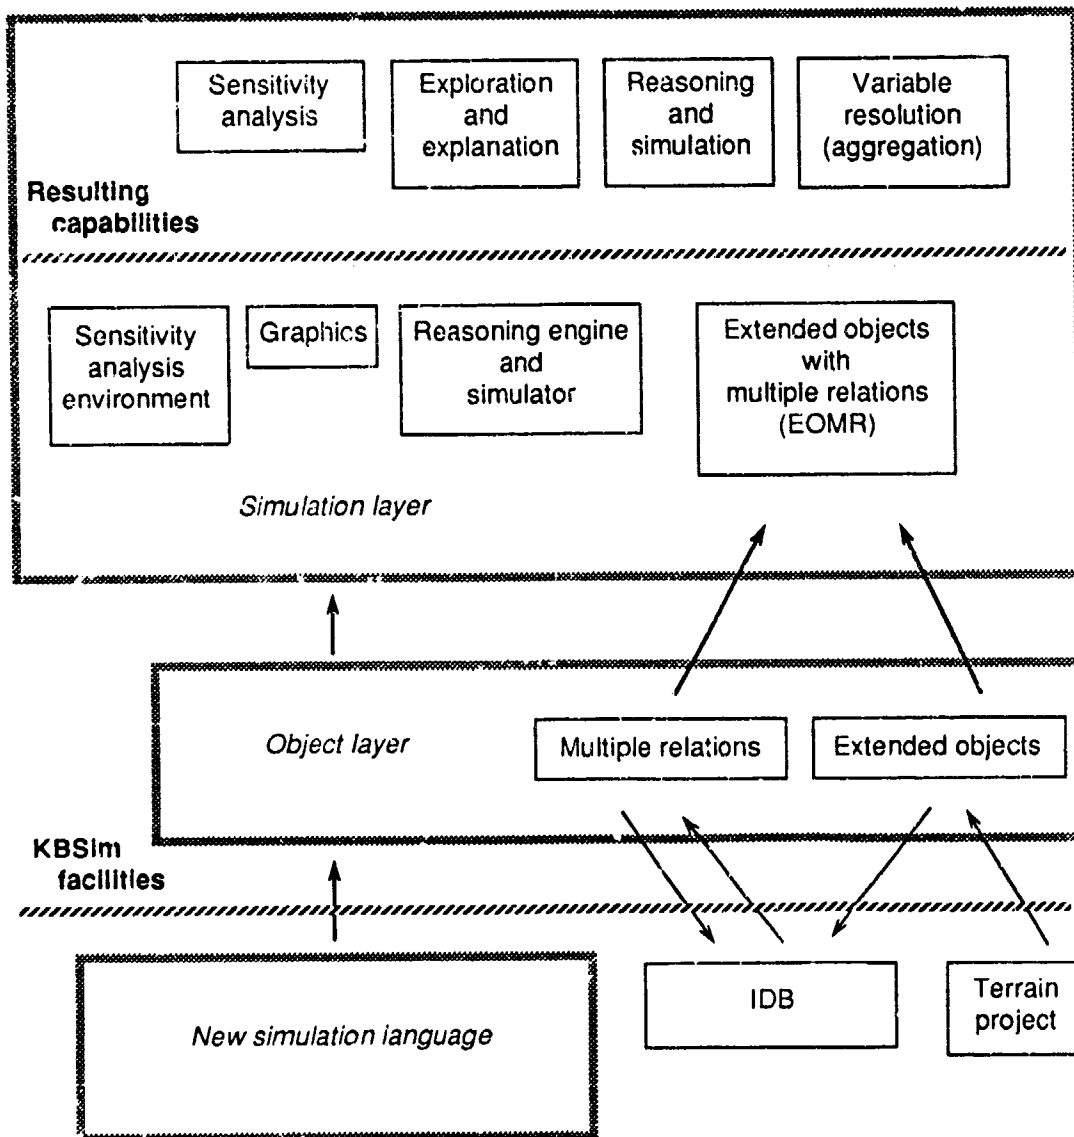 Sensitivity
analysis
Exploration
and
explanation
Reasoning
and
simulation
Variable
resolution
(aggregation)
Resulting
capabilities
Sensitivity
analysis
environment
Graphics
Reasoning engine
and
simulator
Extended objects
with
multiple relations
(EOMR)
Simulation layer
Object layer
Multiple relations
Extended objects
KBSim
facilities
New simulation language
IDB
Terrain
project